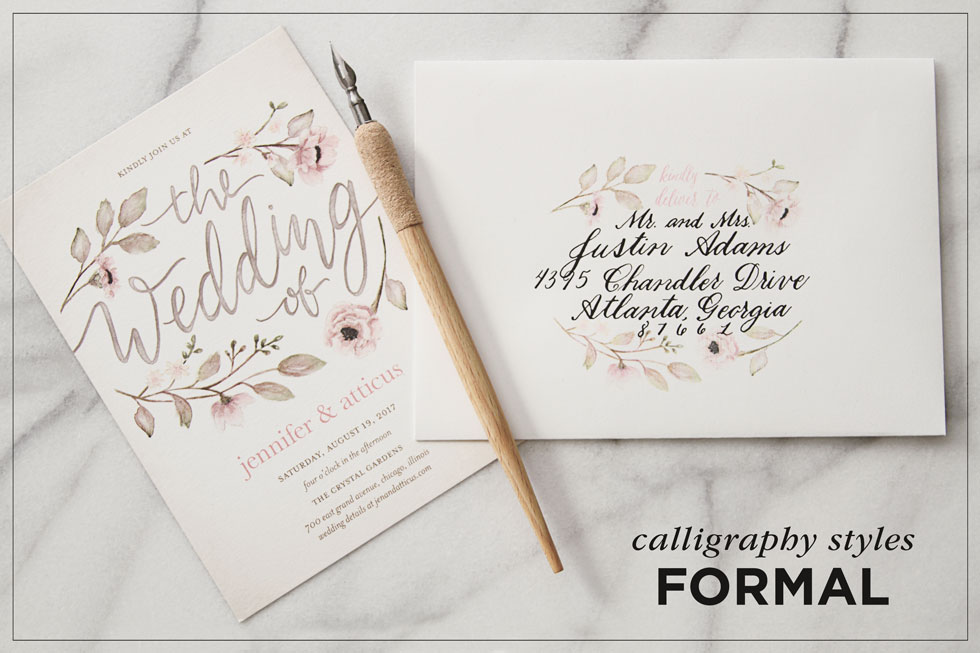 KINDLY JOIN US AT
the
Wedding
of
jennifer & atticus
SATURDAY, AUGUST 19, 2017
four o'clock in the afternoon
THE CRYSTAL GARDENS
700 east grand avenue, chicago, illinois
wedding details at jenandatticus.com
kindly
deliver to
Mr. and Mrs.
Justin Adams
4395 Chandler Drive
Atlanta, Georgia
87662
calligraphy styles
FORMAL